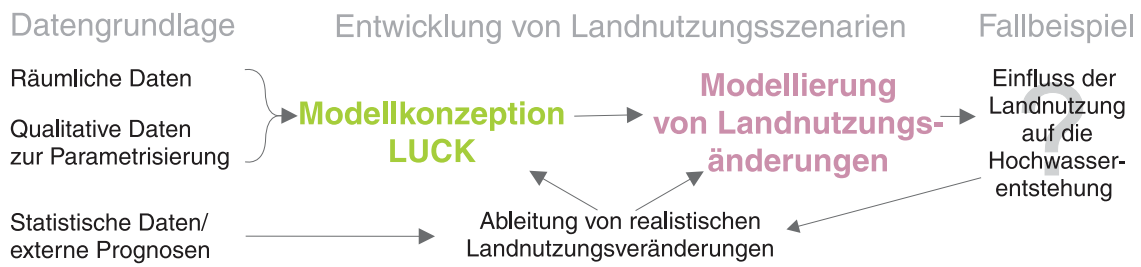 Datengrundlage
Entwicklung von Landnutzungsszenarien
Fallbeispiel
Räumliche Daten
Qualitative Daten
zur Parametrisierung
Statistische Daten/
externe Prognosen
Modellkonzeption
LUCK
Modellierung
von Landnutzungs-
änderungen
Ableitung von realistischen
Landnutzungsveränderungen
?
Einfluss der
Landnutzung
auf die
Hochwasser-
entstehung